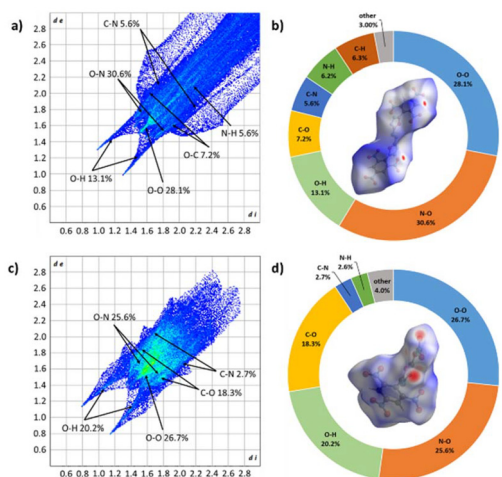 a)
d e
2.8
2.6
2.4
2.2
2.0
1.8
1.6
1.4
1.2
1.0
0.8
0.6
C-N 5.6%
O-N 30.6%
N-H 5.6%
O-C 7.2%
O-H 13.1%
O-O 28.1%
d i
0.6 0.8 1.0 1.2 1.4 1.6 1.8 2.0 2.2 2.4 2.6 2.8
b)
other
3.00%
C-H
6.3%
N-H
6.2%
C-N
5.6%
C-O
7.2%
O-H
13.1%
O-O
28.1%
N-O
30.6%
c)
d e
2.8
2.6
2.4
2.2
2.0
1.8
1.6
1.4
1.2
1.0
0.8
0.6
O-N 25.6%
C-N 2.7%
C-O 18.3%
O-H 20.2%
O-O 26.7%
d i
0.6 0.8 1.0 1.2 1.4 1.6 1.8 2.0 2.2 2.4 2.6 2.8
d)
N-H
2.6%
C-N
2.7%
other
4.0%
C-O
18.3%
O-O
26.7%
O-H
20.2%
N-O
25.6%